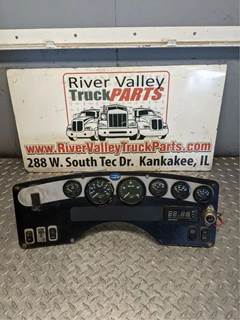 River Valley
TruckPARTS
www.RiverValleyTruckParts.com
288 W. South Tec Dr. Kankakee, IL